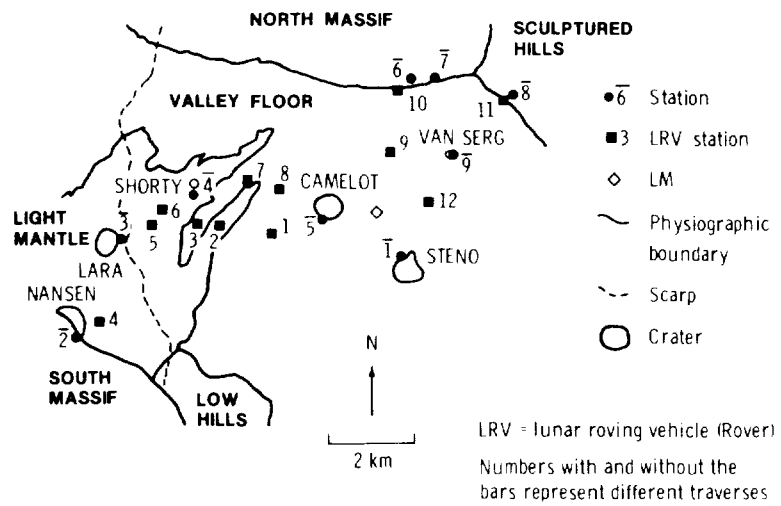 NORTH MASSIF
SCULPTURED
HILLS
6̅
7̅
10
8̅
11
VALLEY FLOOR
9
VAN SERG
9̅
SHORTY
4̅
7
8
CAMELOT
5̅
12
6
5
3
2
1
LIGHT
MANTLE
3̅
LARA
1̅
STENO
NANSEN
4
2̅
SOUTH
MASSIF
LOW
HILLS
N
2 km
6̅ Station
3 LRV station
LM
Physiographic
boundary
Scarp
Crater
LRV = lunar roving vehicle (Rover)
Numbers with and without the
bars represent different traverses